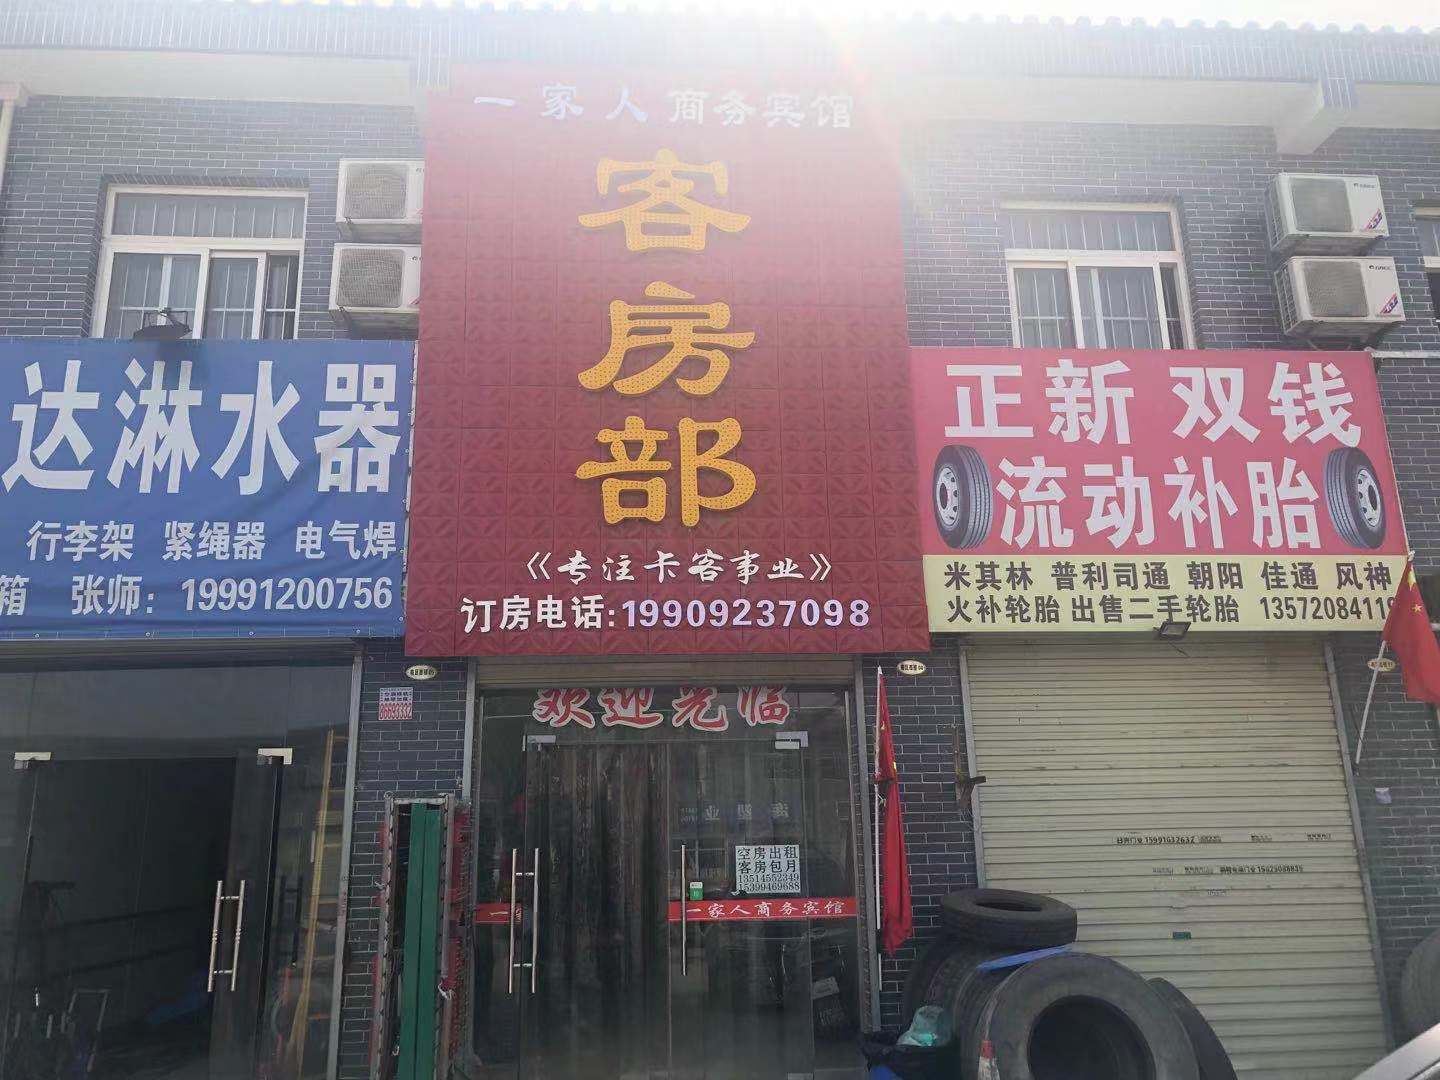 一家人商务宾馆
客房部
《专注卡客事业》
订房电话:19909237098
达淋水器
行李架 紧绳器 电气焊
箱 张师：19991200756
正新 双钱
流动补胎
米其林 普利司通 朝阳 佳通 风神
火补轮胎 出售二手轮胎 1357208411
欢迎光临
空房出租
客房包月
13514552349
15399469688
一家人商务宾馆